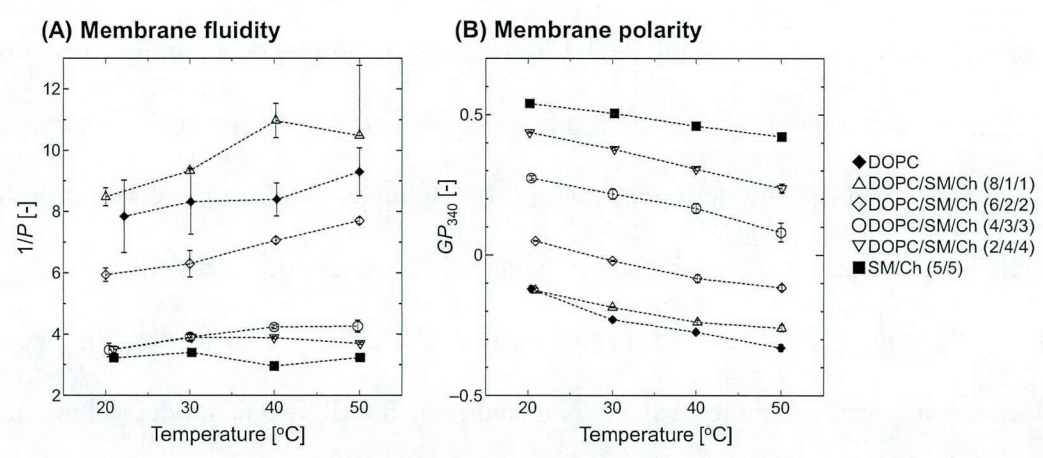 (A) Membrane fluidity
12
10
8
6
4
2
1/P [-]
20 30 40 50
Temperature [°C]
(B) Membrane polarity
0.5
0
–0.5
GP340 [-]
20 30 40 50
Temperature [°C]
DOPC
DOPC/SM/Ch (8/1/1)
DOPC/SM/Ch (6/2/2)
DOPC/SM/Ch (4/3/3)
DOPC/SM/Ch (2/4/4)
SM/Ch (5/5)